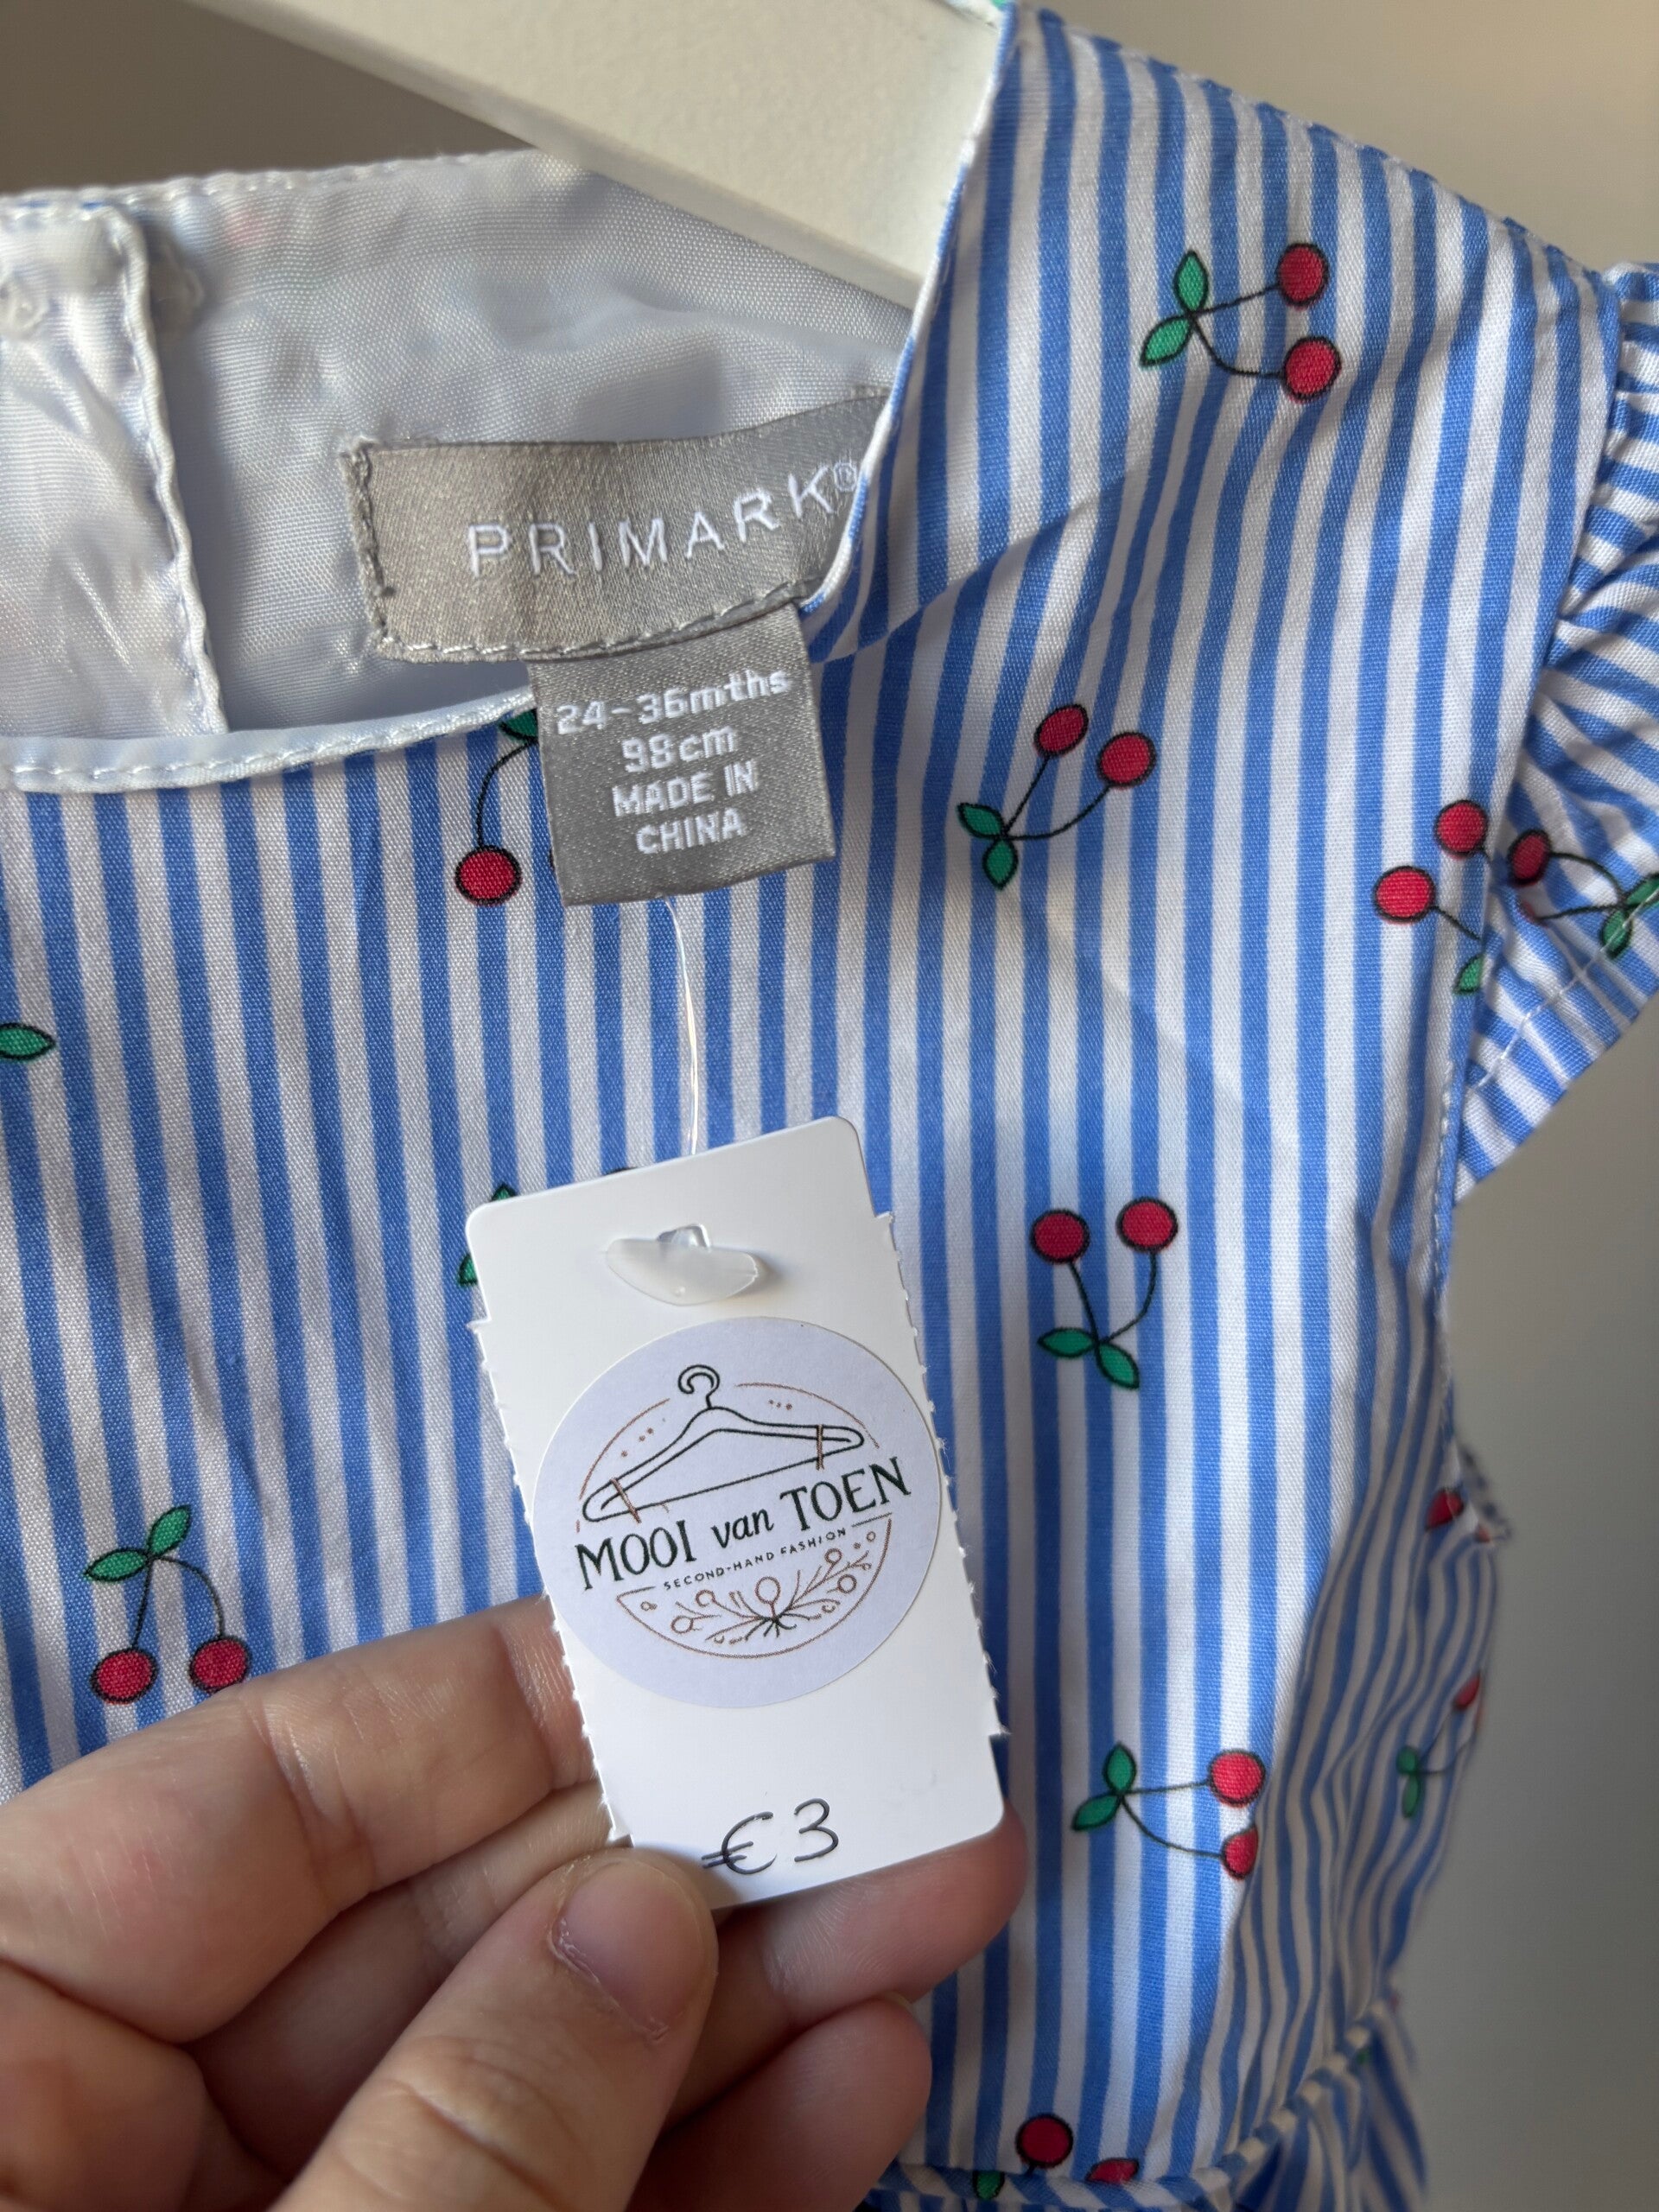 PRIMARK®
24-36mths
98cm
MADE IN
CHINA
MOOI van TOEN
SECOND-HAND FASHION
€3